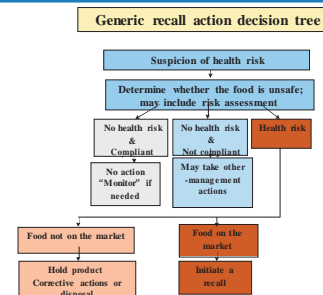 Generic recall action decision tree
Suspicion of health risk
Determine whether the food is unsafe;
may include risk assessment
No health risk
&
Compliant
No health risk
&
Not compliant
Health risk
No action
“Monitor” if
needed
May take other
-management
actions
Food not on the market
Food on the
market
Hold product
Corrective actions or
disposal
Initiate a
recall